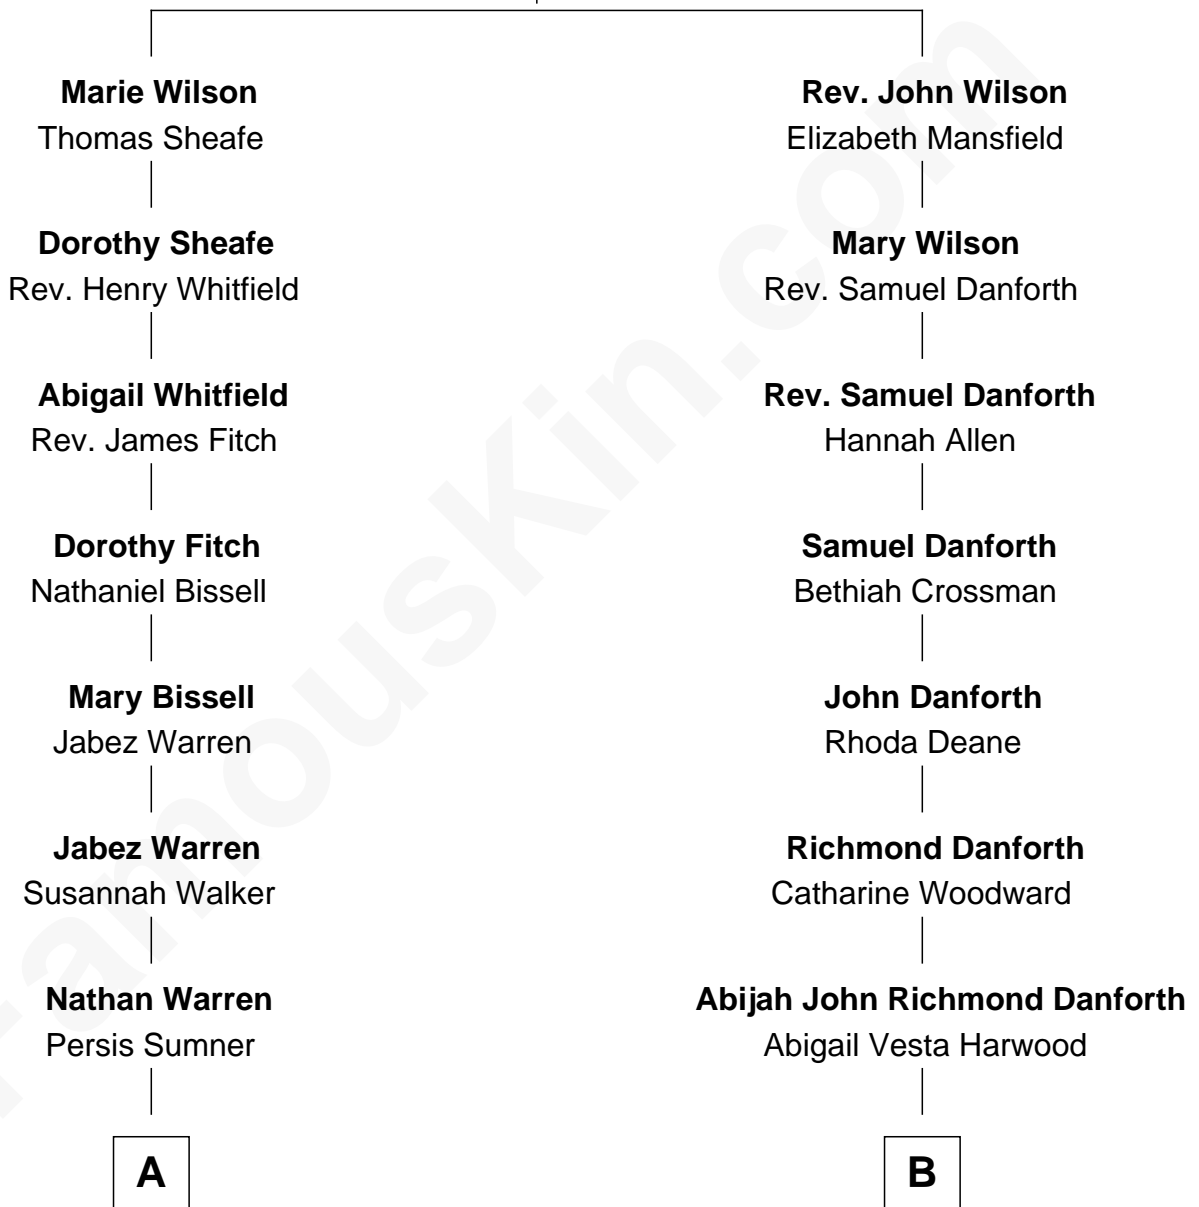 Marie Wilson
Thomas Sheafe
Dorothy Sheafe
Rev. Henry Whitfield
Abigail Whitfield
Rev. James Fitch
Dorothy Fitch
Nathaniel Bissell
Mary Bissell
Jabez Warren
Jabez Warren
Susannah Walker
Nathan Warren
Persis Sumner
A
Rev. John Wilson
Elizabeth Mansfield
Mary Wilson
Rev. Samuel Danforth
Rev. Samuel Danforth
Hannah Allen
Samuel Danforth
Bethiah Crossman
John Danforth
Rhoda Deane
Richmond Danforth
Catharine Woodward
Abijah John Richmond Danforth
Abigail Vesta Harwood
B
FamousKin.com